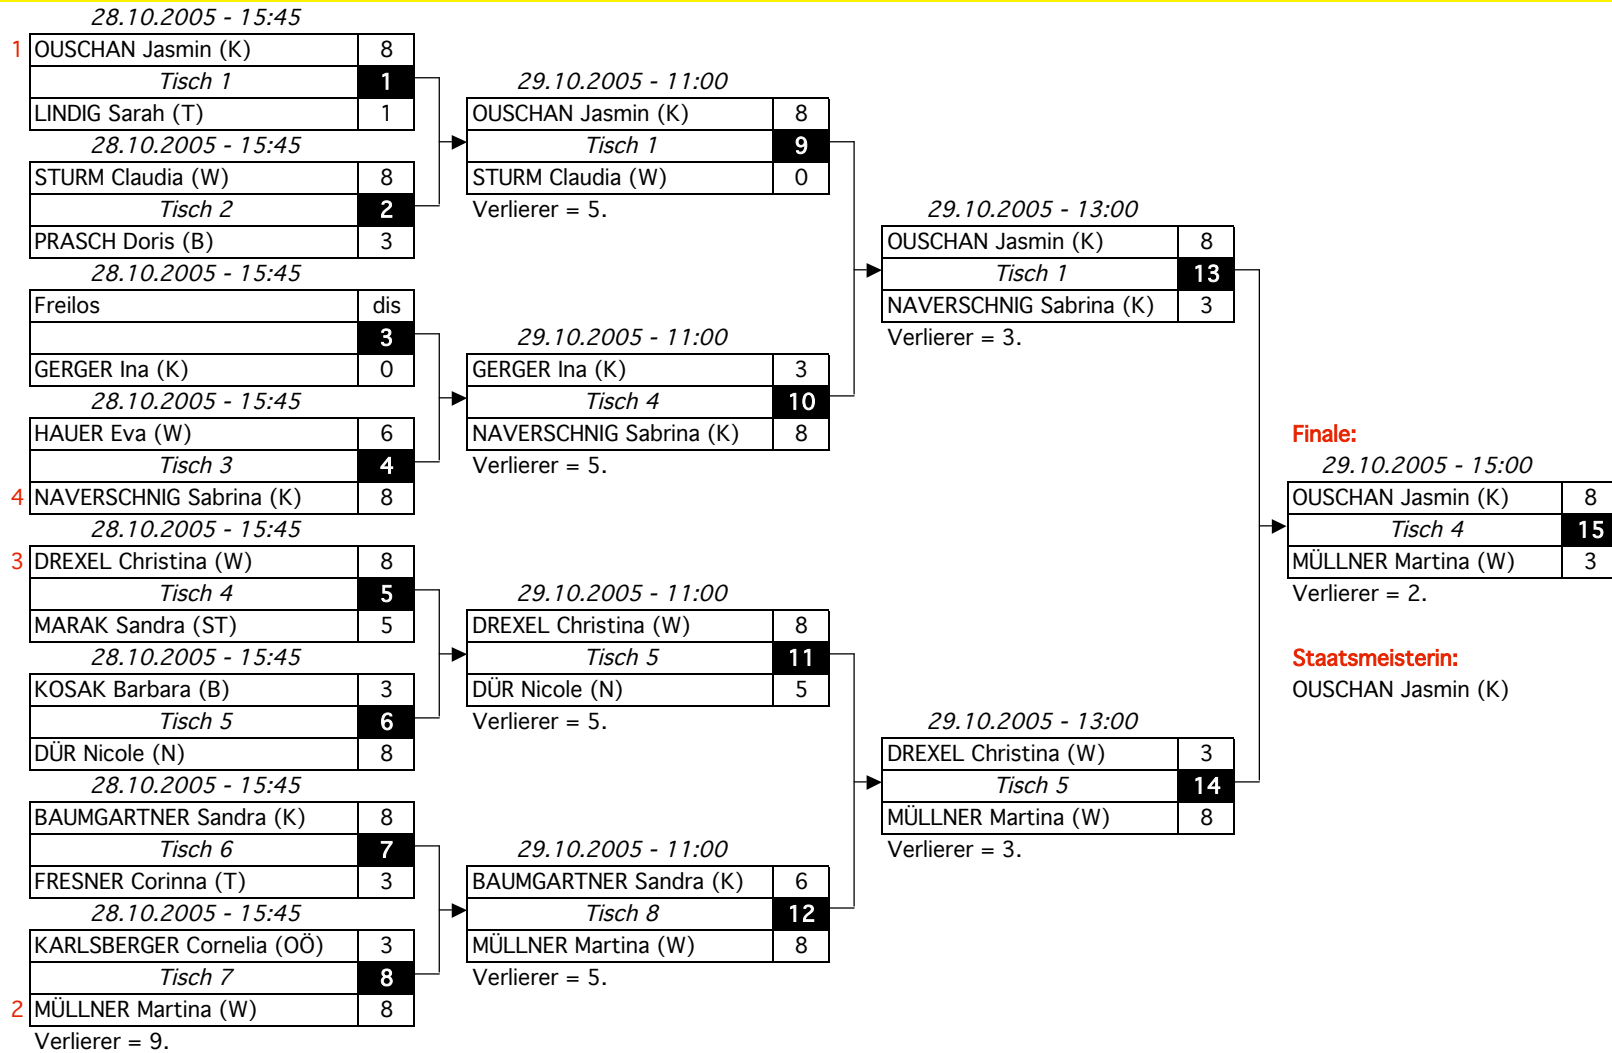 28.10.2005 - 15:45
1 OUSCHAN Jasmin (K) 8
Tisch 1 1
LINDIG Sarah (T) 1
28.10.2005 - 15:45
STURM Claudia (W) 8
Tisch 2 2
PRASCH Doris (B) 3
28.10.2005 - 15:45
Freilos dis
3
GERGER Ina (K) 0
28.10.2005 - 15:45
HAUER Eva (W) 6
Tisch 3 4
4 NAVERSCHNIG Sabrina (K) 8
28.10.2005 - 15:45
3 DREXEL Christina (W) 8
Tisch 4 5
MARAK Sandra (ST) 5
28.10.2005 - 15:45
KOSAK Barbara (B) 3
Tisch 5 6
DÜR Nicole (N) 8
28.10.2005 - 15:45
BAUMGARTNER Sandra (K) 8
Tisch 6 7
FRESNER Corinna (T) 3
28.10.2005 - 15:45
KARLSBERGER Cornelia (OÖ) 3
Tisch 7 8
2 MÜLLNER Martina (W) 8
Verlierer = 9.
29.10.2005 - 11:00
OUSCHAN Jasmin (K) 8
Tisch 1 9
STURM Claudia (W) 0
Verlierer = 5.
29.10.2005 - 11:00
GERGER Ina (K) 3
Tisch 4 10
NAVERSCHNIG Sabrina (K) 8
Verlierer = 5.
29.10.2005 - 11:00
DREXEL Christina (W) 8
Tisch 5 11
DÜR Nicole (N) 5
Verlierer = 5.
29.10.2005 - 11:00
BAUMGARTNER Sandra (K) 6
Tisch 8 12
MÜLLNER Martina (W) 8
Verlierer = 5.
29.10.2005 - 13:00
OUSCHAN Jasmin (K) 8
Tisch 1 13
NAVERSCHNIG Sabrina (K) 3
Verlierer = 3.
29.10.2005 - 13:00
DREXEL Christina (W) 3
Tisch 5 14
MÜLLNER Martina (W) 8
Verlierer = 3.
Finale:
29.10.2005 - 15:00
OUSCHAN Jasmin (K) 8
Tisch 4 15
MÜLLNER Martina (W) 3
Verlierer = 2.
Staatsmeisterin:
OUSCHAN Jasmin (K)